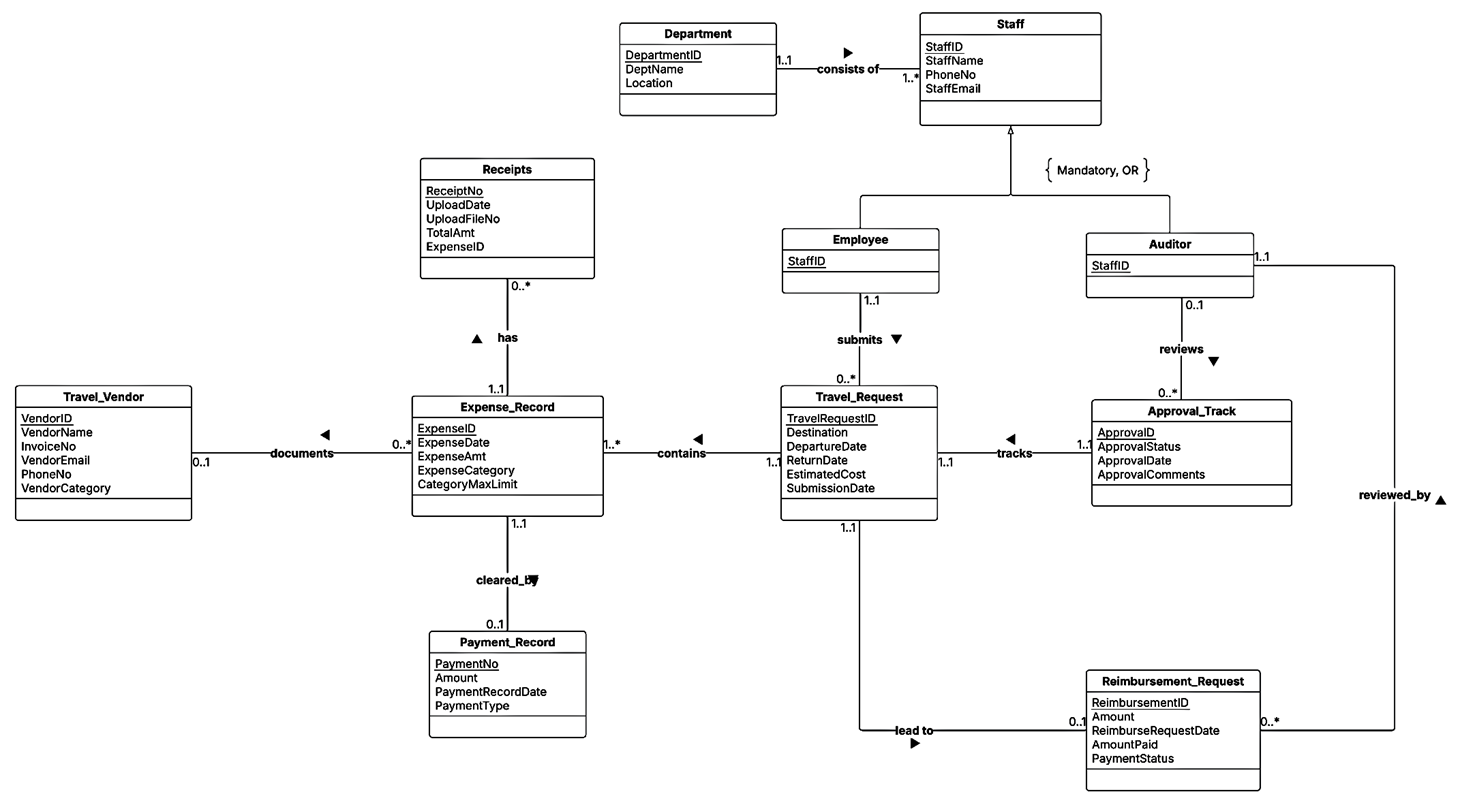 Department
DepartmentID
DeptName
Location
1..1
consists of
1..*
Staff
StaffID
StaffName
PhoneNo
StaffEmail
{ Mandatory, OR }
Receipts
ReceiptNo
UploadDate
UploadFileNo
TotalAmt
ExpenseID
0..*
has
1..1
Employee
StaffID
1..1
submits
0..*
Auditor
StaffID
1..1
0..1
reviews
0..*
Travel_Vendor
VendorID
VendorName
InvoiceNo
VendorEmail
PhoneNo
VendorCategory
0..1
documents
0..*
Expense_Record
ExpenseID
ExpenseDate
ExpenseAmt
ExpenseCategory
CategoryMaxLimit
1..*
contains
1..1
Travel_Request
TravelRequestID
Destination
DepartureDate
ReturnDate
EstimatedCost
SubmissionDate
1..1
tracks
1..1
Approval_Track
ApprovalID
ApprovalStatus
ApprovalDate
ApprovalComments
reviewed_by
1..1
cleared_by
0..1
Payment_Record
PaymentNo
Amount
PaymentRecordDate
PaymentType
1..1
lead to
0..1
Reimbursement_Request
ReimbursementID
Amount
ReimburseRequestDate
AmountPaid
PaymentStatus
0..*